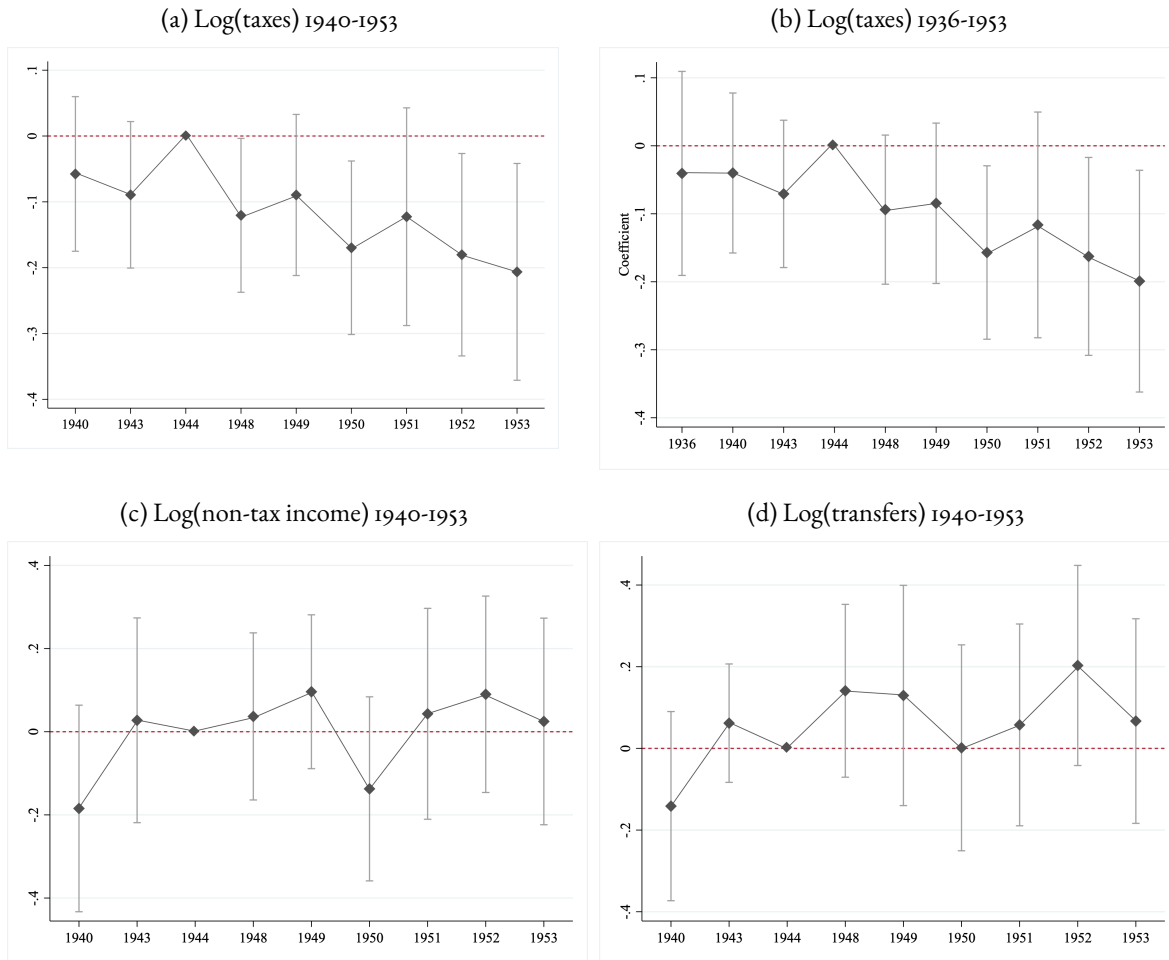 (a) Log(taxes) 1940-1953
(b) Log(taxes) 1936-1953
.1
0
-.1
-.2
-.3
-.4
1940 1943 1944 1948 1949 1950 1951 1952 1953
Coefficient
.1
0
-.1
-.2
-.3
-.4
1936 1940 1943 1944 1948 1949 1950 1951 1952 1953
(c) Log(non-tax income) 1940-1953
(d) Log(transfers) 1940-1953
.4
.2
0
-.2
-.4
1940 1943 1944 1948 1949 1950 1951 1952 1953
.4
.2
0
-.2
-.4
1940 1943 1944 1948 1949 1950 1951 1952 1953